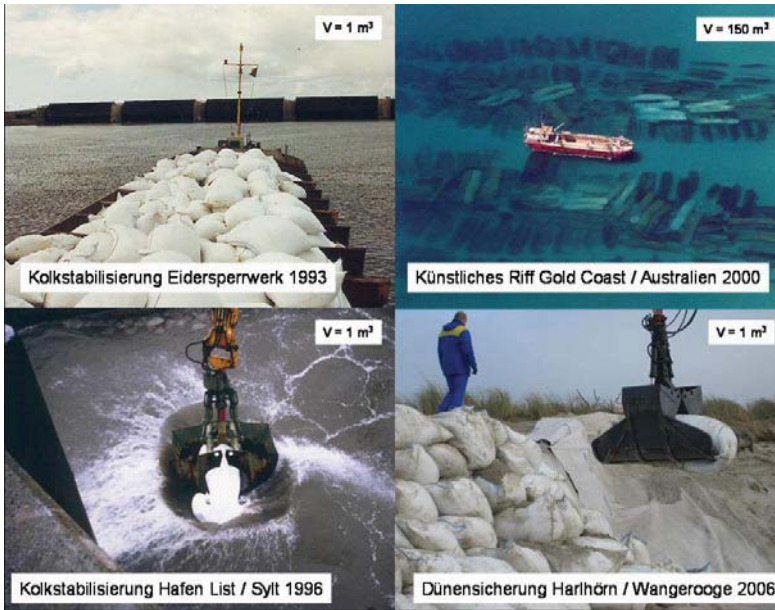 V = 1 m³
Kolkstabilisierung Eidersperrwerk 1993
V = 150 m³
Künstliches Riff Gold Coast / Australien 2000
V = 1 m³
Kolkstabilisierung Hafen List / Sylt 1996
V = 1 m³
Dünensicherung Harlhörn / Wangerooge 2006